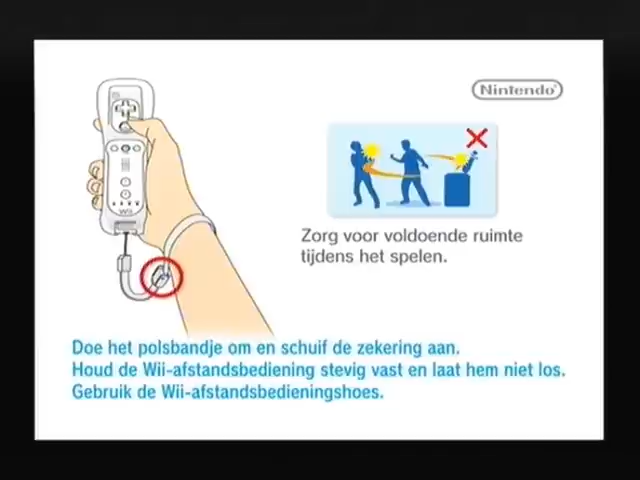 Nintendo
Zorg voor voldoende ruimte
tijdens het spelen.
Doe het polsbandje om en schuif de zekering aan.
Houd de Wii-afstandsbediening stevig vast en laat hem niet los.
Gebruik de Wii-afstandsbedieningshoes.
Wii